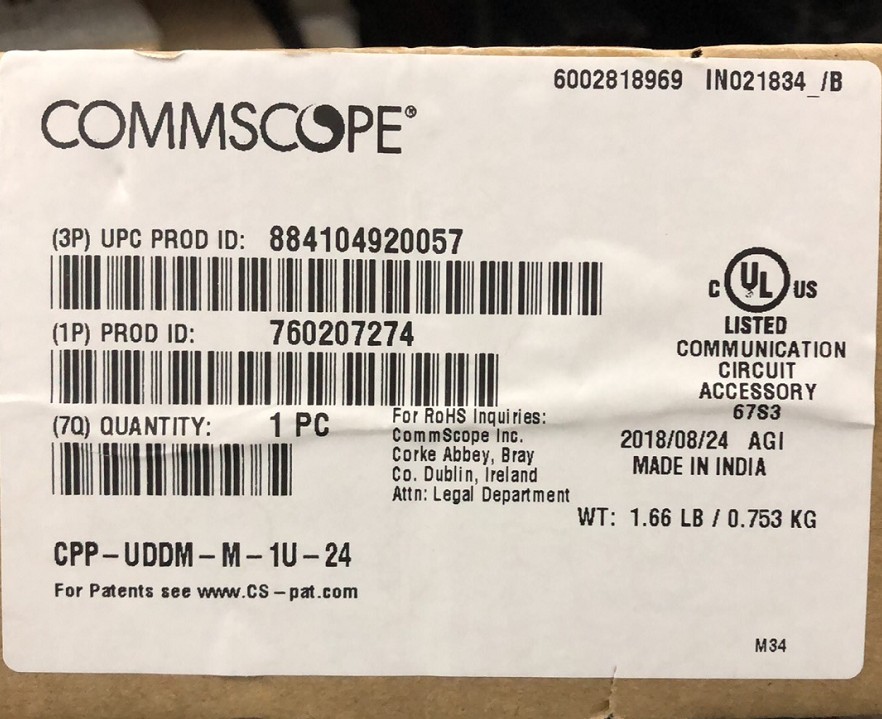 6002818969 IN021834_/B
COMMSCOPE®
(3P) UPC PROD ID: 884104920057
(1P) PROD ID: 760207274
(7Q) QUANTITY: 1 PC
For RoHS Inquiries:
CommScope Inc.
Corke Abbey, Bray
Co. Dublin, Ireland
Attn: Legal Department
C UL US
LISTED
COMMUNICATION
CIRCUIT
ACCESSORY
67S3
2018/08/24 AGI
MADE IN INDIA
WT: 1.66 LB / 0.753 KG
CPP-UDDM-M-1U-24
For Patents see www.CS-pat.com
M34